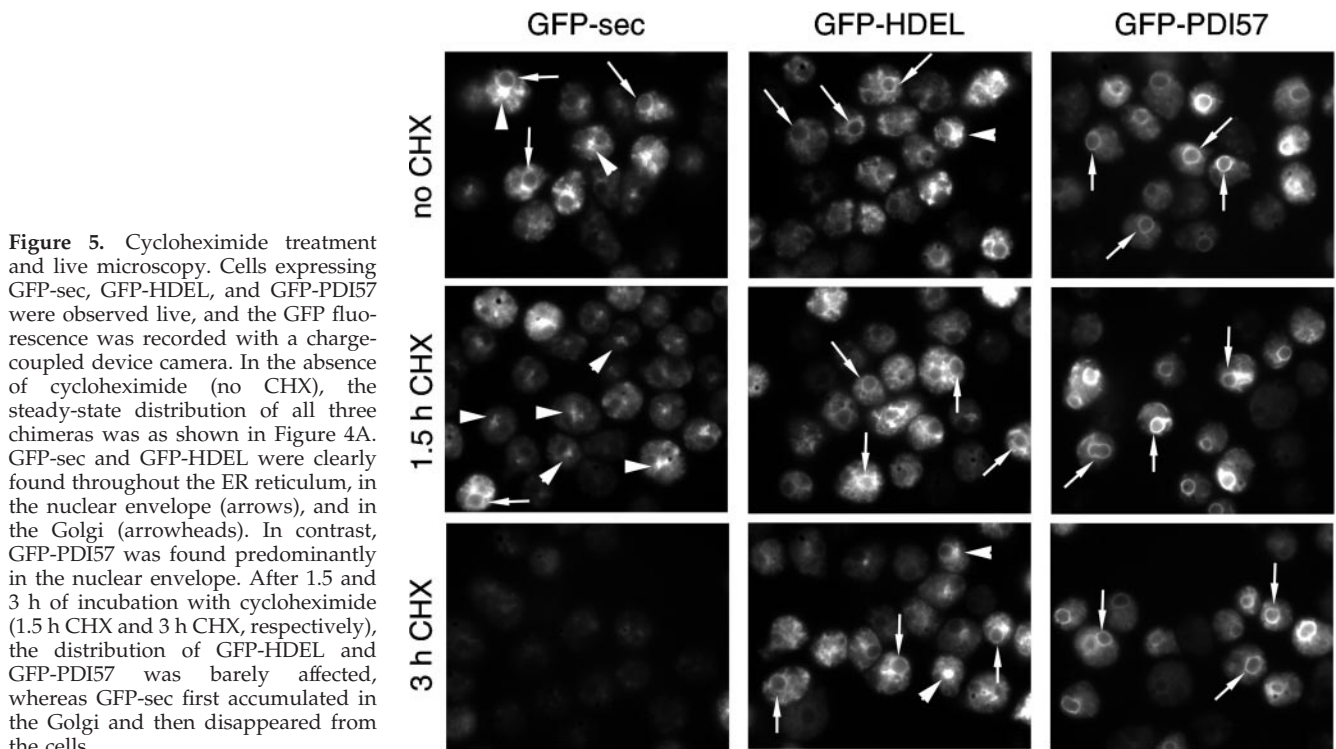 GFP-sec GFP-HDEL GFP-PDI57
no CHX
1.5 h CHX
3 h CHX
Figure 5. Cycloheximide treatment
and live microscopy. Cells expressing
GFP-sec, GFP-HDEL, and GFP-PDI57
were observed live, and the GFP fluo-
rescence was recorded with a charge-
coupled device camera. In the absence
of cycloheximide (no CHX), the
steady-state distribution of all three
chimeras was as shown in Figure 4A.
GFP-sec and GFP-HDEL were clearly
found throughout the ER reticulum, in
the nuclear envelope (arrows), and in
the Golgi (arrowheads). In contrast,
GFP-PDI57 was found predominantly
in the nuclear envelope. After 1.5 and
3 h of incubation with cycloheximide
(1.5 h CHX and 3 h CHX, respectively),
the distribution of GFP-HDEL and
GFP-PDI57 was barely affected,
whereas GFP-sec first accumulated in
the Golgi and then disappeared from
the cells.